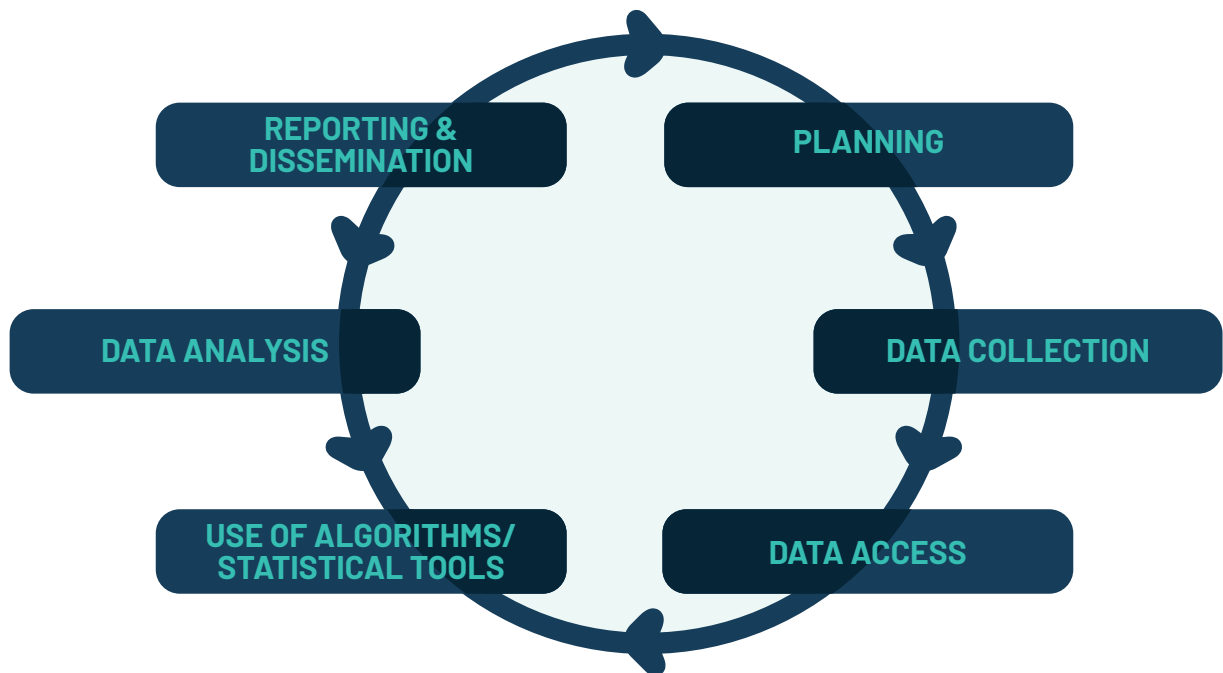 REPORTING &
DISSEMINATION
PLANNING
DATA ANALYSIS
DATA COLLECTION
USE OF ALGORITHMS/
STATISTICAL TOOLS
DATA ACCESS